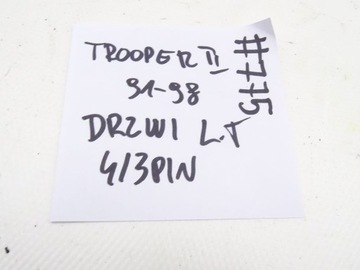 TROOPER II
91-98
DRZWI L.T
4/3PIN
#775